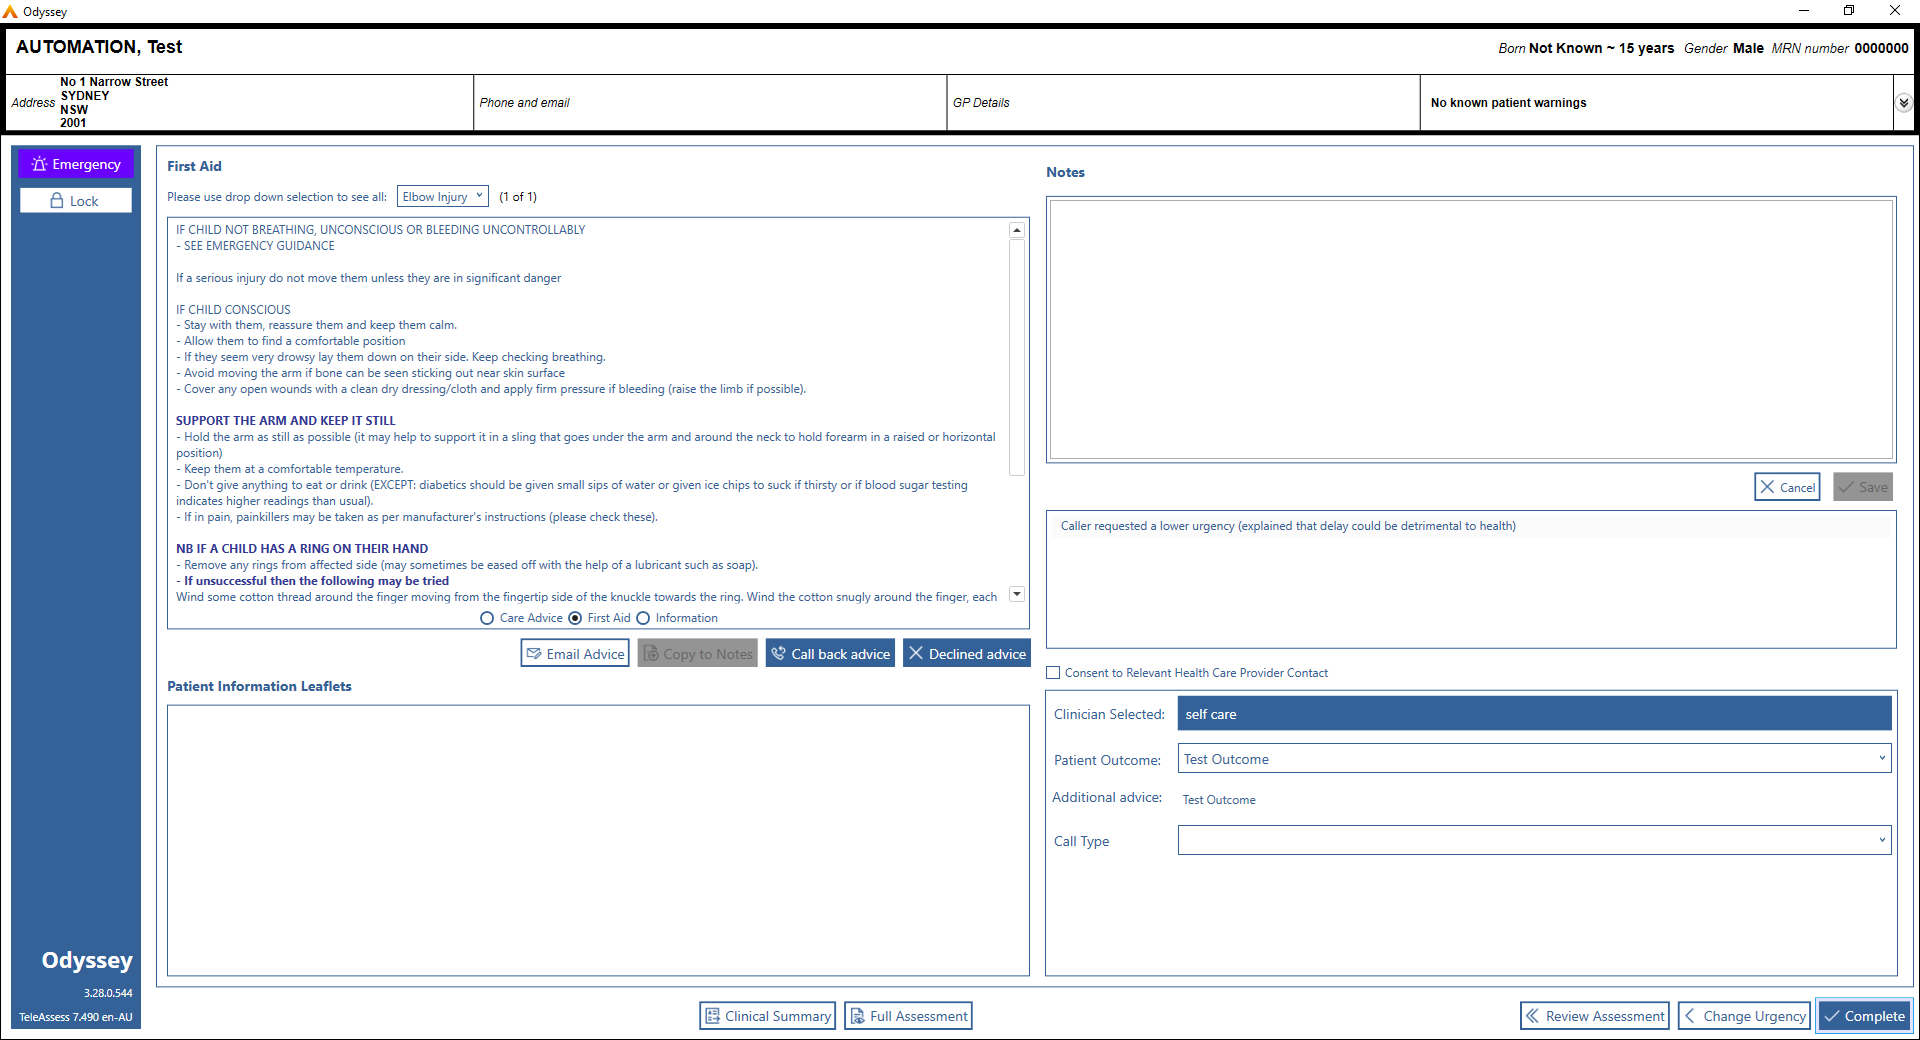 Odyssey
AUTOMATION, Test
Born Not Known ~ 15 years Gender Male MRN number 0000000
Address
No 1 Narrow Street
SYDNEY
NSW
2001
Phone and email
GP Details
No known patient warnings
Emergency
Lock
First Aid
Please use drop down selection to see all: Elbow Injury (1 of 1)
IF CHILD NOT BREATHING, UNCONSCIOUS OR BLEEDING UNCONTROLLABLY
- SEE EMERGENCY GUIDANCE
If a serious injury do not move them unless they are in significant danger
IF CHILD CONSCIOUS
- Stay with them, reassure them and keep them calm.
- Allow them to find a comfortable position
- If they seem very drowsy lay them down on their side. Keep checking breathing.
- Avoid moving the arm if bone can be seen sticking out near skin surface
- Cover any open wounds with a clean dry dressing/cloth and apply firm pressure if bleeding (raise the limb if possible).
SUPPORT THE ARM AND KEEP IT STILL
- Hold the arm as still as possible (it may help to support it in a sling that goes under the arm and around the neck to hold forearm in a raised or horizontal
position)
- Keep them at a comfortable temperature.
- Don't give anything to eat or drink (EXCEPT: diabetics should be given small sips of water or given ice chips to suck if thirsty or if blood sugar testing
indicates higher readings than usual).
- If in pain, painkillers may be taken as per manufacturer's instructions (please check these).
NB IF A CHILD HAS A RING ON THEIR HAND
- Remove any rings from affected side (may sometimes be eased off with the help of a lubricant such as soap).
- If unsuccessful then the following may be tried
Wind some cotton thread around the finger moving from the fingertip side of the knuckle towards the ring. Wind the cotton snugly around the finger, each
Care Advice First Aid Information
Email Advice Copy to Notes Call back advice Declined advice
Patient Information Leaflets
Notes
Cancel Save
Caller requested a lower urgency (explained that delay could be detrimental to health)
Consent to Relevant Health Care Provider Contact
Clinician Selected: self care
Patient Outcome: Test Outcome
Additional advice: Test Outcome
Call Type
Odyssey
3.28.0.544
TeleAssess 7.490 en-AU
Clinical Summary Full Assessment Review Assessment Change Urgency Complete